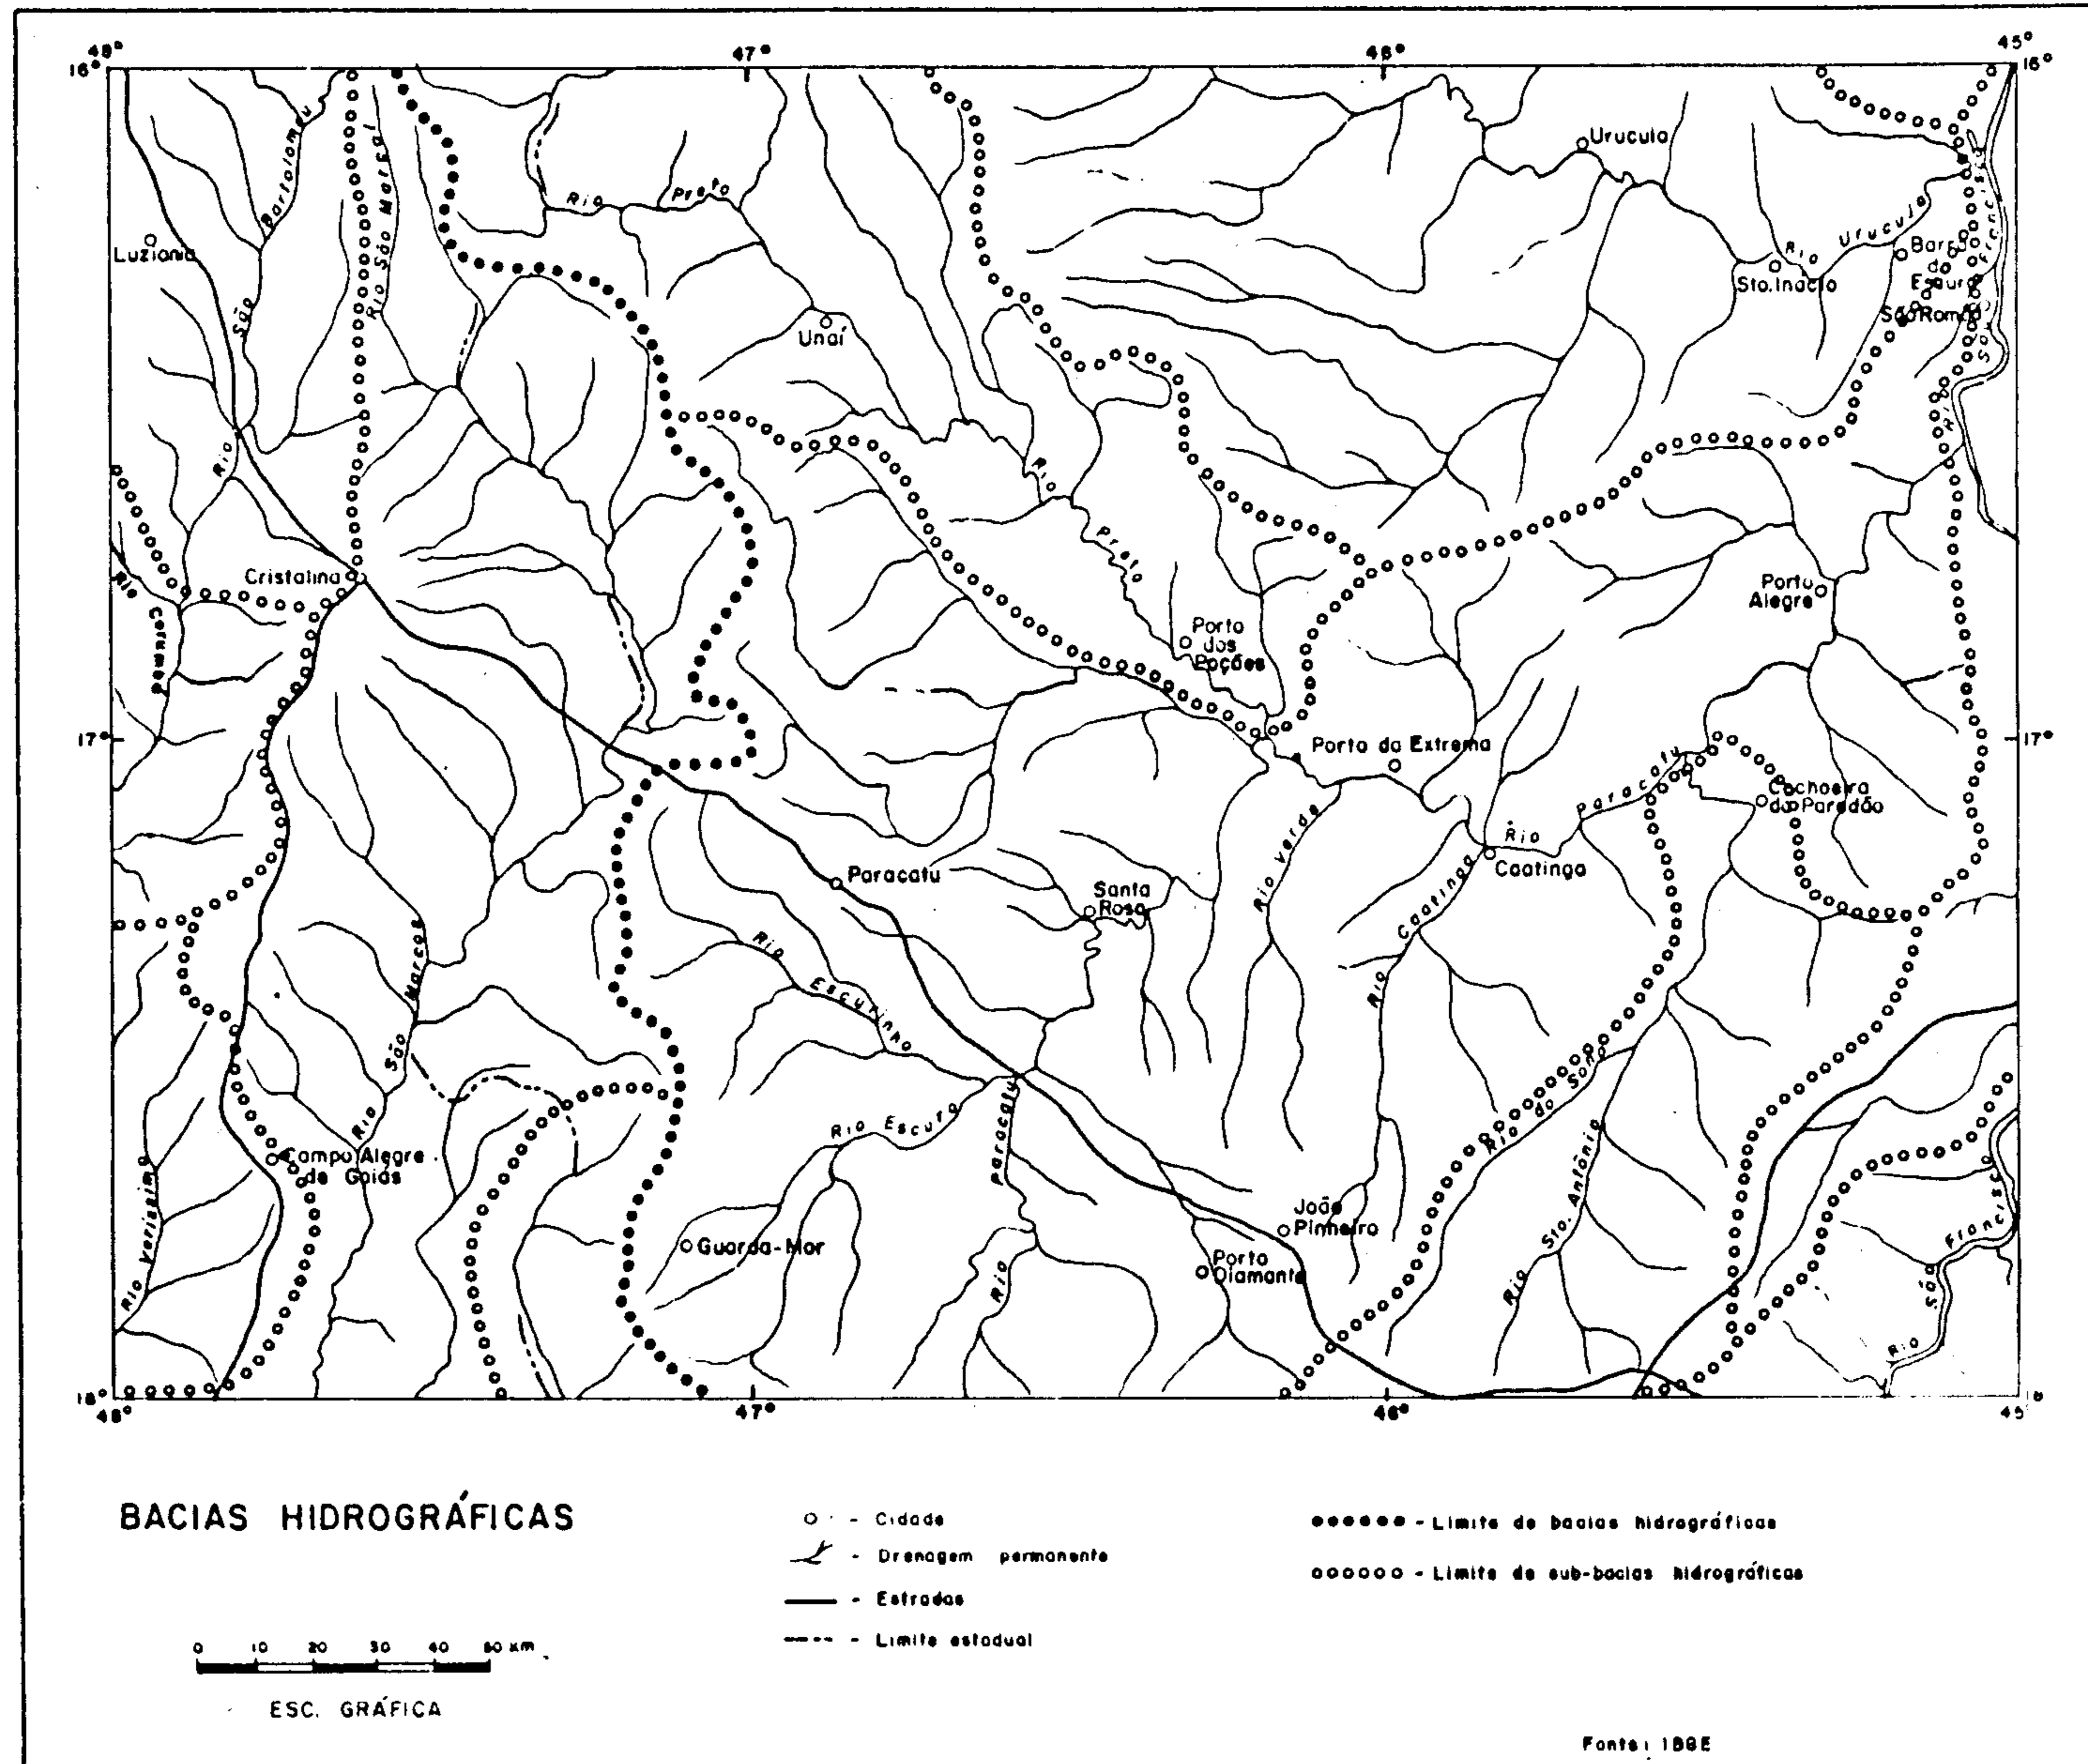 48°
47°
46°
45°
16°
16°
Urucuia
São Bartolomeu
Rio São Marçal
Rio Preto
Luziania
Rio Urucuia
Sto. Inácio
Barra
do
Escuro
São Romão
São Francisco
Rio
Unaí
Rio
Rio Preto
Cristalina
Rio Corumbá
Porto
Alegre
Porto
dos
Poções
17°
17°
Porto da Extrema
Cachoeira
do Paredão
Rio Paracatu
Caatinga
Rio Verde
Paracatu
Santa
Rosa
Rio Caatinga
Rio Escurinho
Rio São Marcos
Rio do Sono
Rio Escuro
Rio Paracatu
Campo Alegre
de Goiás
Rio Sto. Antônio
João
Pinheiro
Rio Verissimo
Guarda-Mor
Porto
Diamante
Rio São Francisco
18°
18
48°
47°
46°
45°
BACIAS HIDROGRÁFICAS
- Cidade
- Drenagem permanente
- Estradas
- Limite estadual
- Limite de bacias hidrográficas
- Limite de sub-bacias hidrográficas
0 10 20 30 40 50 km
ESC. GRÁFICA
Fonte: IBGE